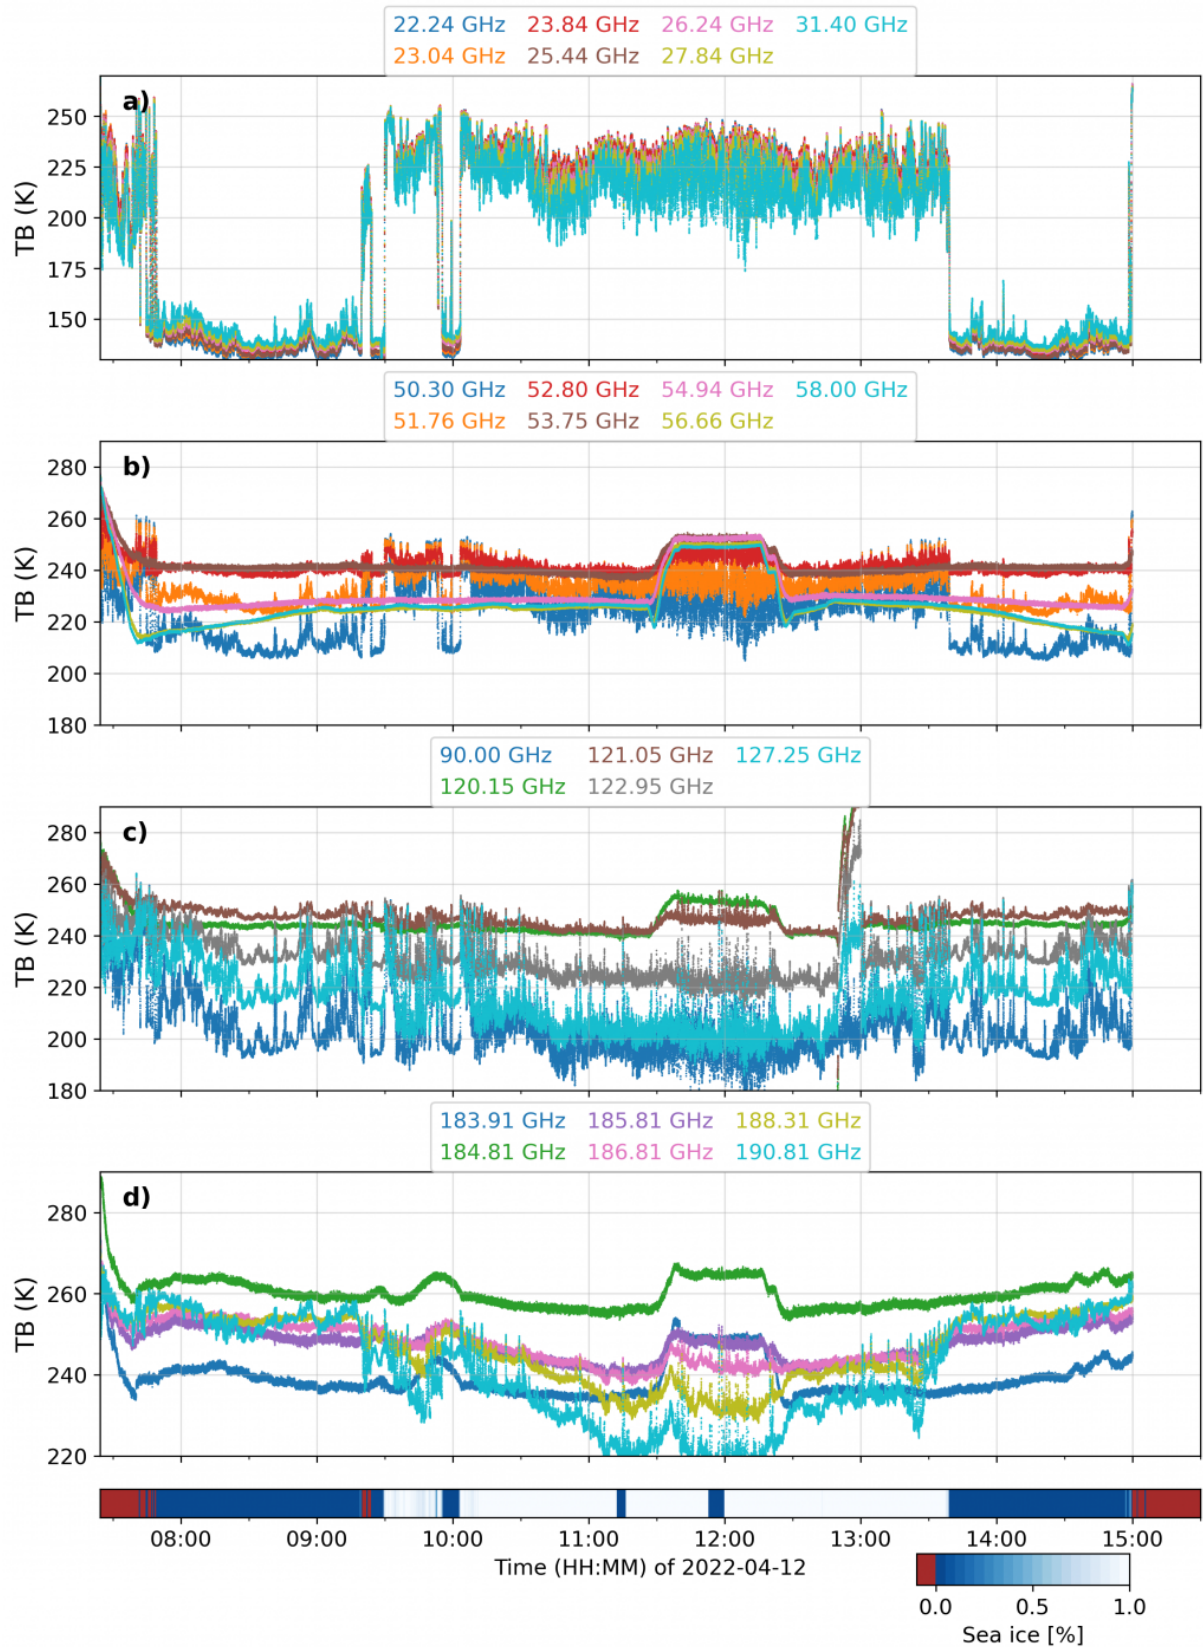 22.24 GHz 23.84 GHz 26.24 GHz 31.40 GHz
23.04 GHz 25.44 GHz 27.84 GHz
a)
250
225
200
175
150
TB (K)
50.30 GHz 52.80 GHz 54.94 GHz 58.00 GHz
51.76 GHz 53.75 GHz 56.66 GHz
b)
280
260
240
220
200
180
TB (K)
90.00 GHz 121.05 GHz 127.25 GHz
120.15 GHz 122.95 GHz
c)
280
260
240
220
200
180
TB (K)
183.91 GHz 185.81 GHz 188.31 GHz
184.81 GHz 186.81 GHz 190.81 GHz
d)
280
260
240
220
TB (K)
08:00 09:00 10:00 11:00 12:00 13:00 14:00 15:00
Time (HH:MM) of 2022-04-12
0.0 0.5 1.0
Sea ice [%]